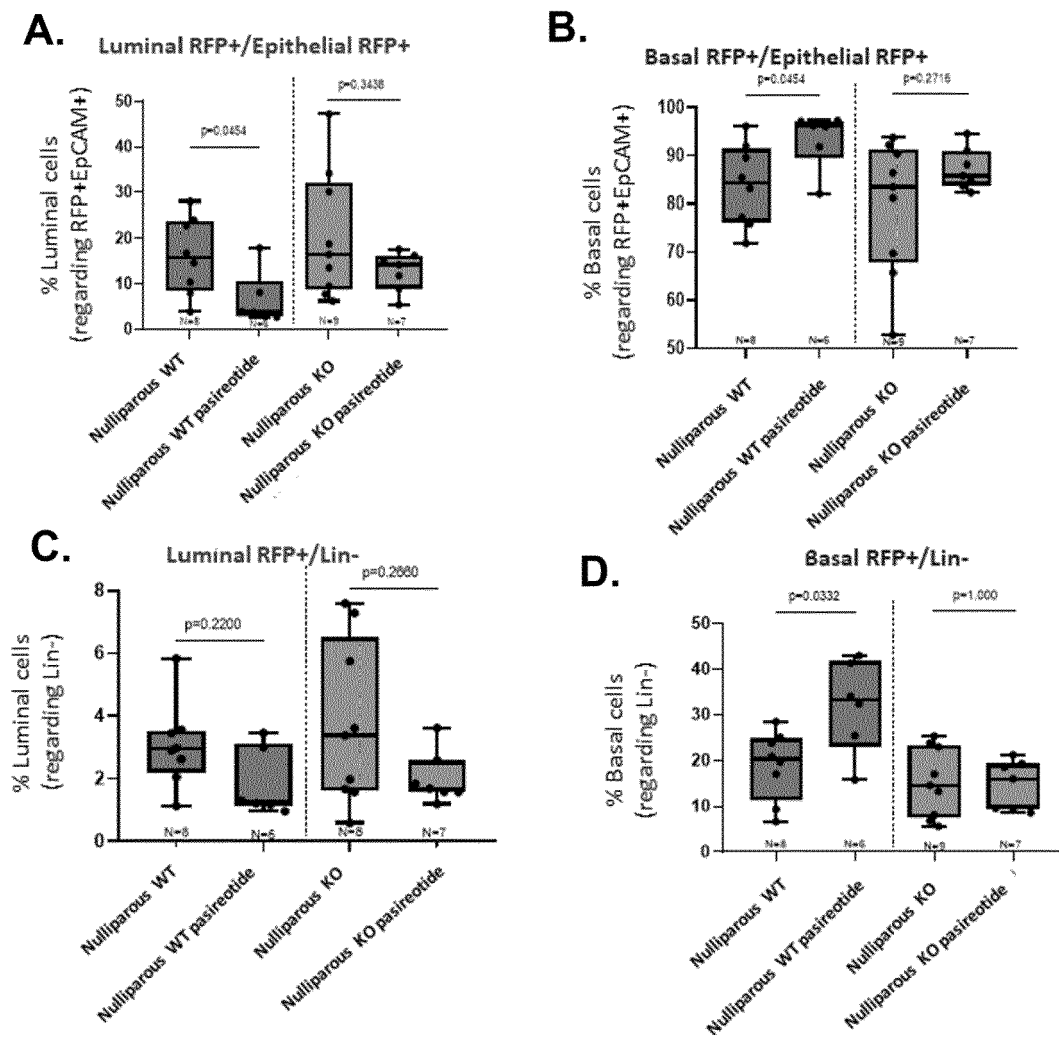 A.
Luminal RFP+/Epithelial RFP+
% Luminal cells
(regarding RFP+EpCAM+)
50
40
30
20
10
0
p=0.0454
p=0.3438
N=8
N=6
N=9
N=7
Nulliparous WT
Nulliparous WT pasireotide
Nulliparous KO
Nulliparous KO pasireotide
B.
Basal RFP+/Epithelial RFP+
% Basal cells
(regarding RFP+EpCAM+)
100
90
80
70
60
50
p=0.0454
p=0.2716
N=8
N=6
N=9
N=7
Nulliparous WT
Nulliparous WT pasireotide
Nulliparous KO
Nulliparous KO pasireotide
C.
Luminal RFP+/Lin-
% Luminal cells
(regarding Lin-)
8
6
4
2
0
p=0.2200
p=0.2660
N=8
N=6
N=8
N=7
Nulliparous WT
Nulliparous WT pasireotide
Nulliparous KO
Nulliparous KO pasireotide
D.
Basal RFP+/Lin-
% Basal cells
(regarding Lin-)
50
40
30
20
10
0
p=0.0332
p=1.000
N=8
N=6
N=9
N=7
Nulliparous WT
Nulliparous WT pasireotide
Nulliparous KO
Nulliparous KO pasireotide